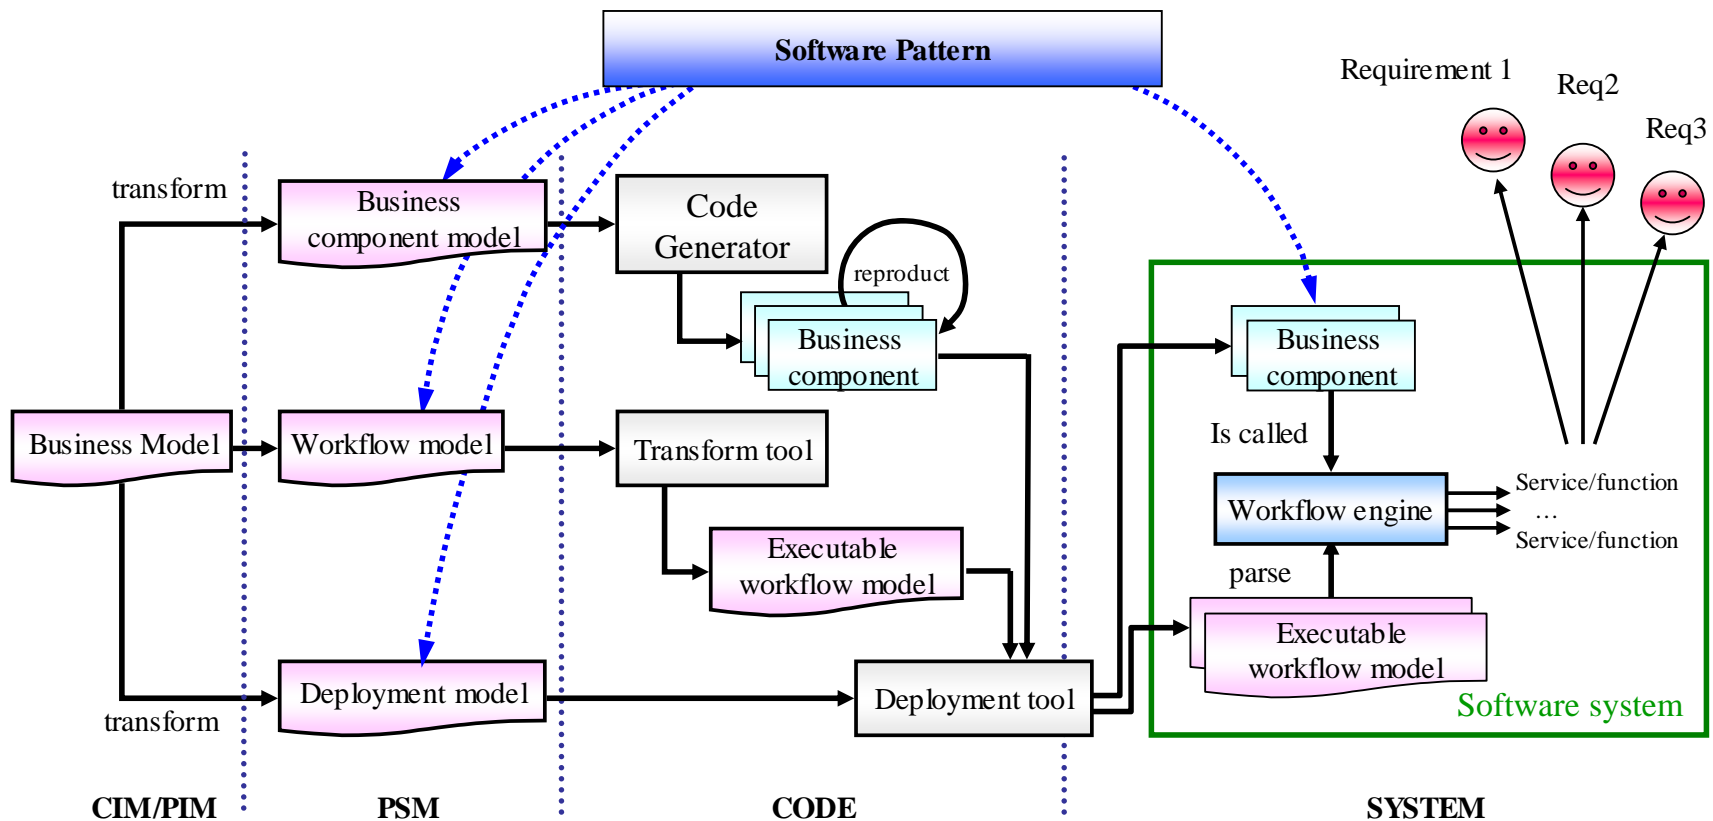 Software Pattern
Requirement 1
Req2
Req3
transform
Business
component model
Code
Generator
reproduct
Business
component
Business
component
Business Model
Workflow model
Transform tool
Is called
Workflow engine
Service/function
...
Service/function
Executable
workflow model
parse
Executable
workflow model
Deployment model
Deployment tool
transform
Software system
CIM/PIM
PSM
CODE
SYSTEM